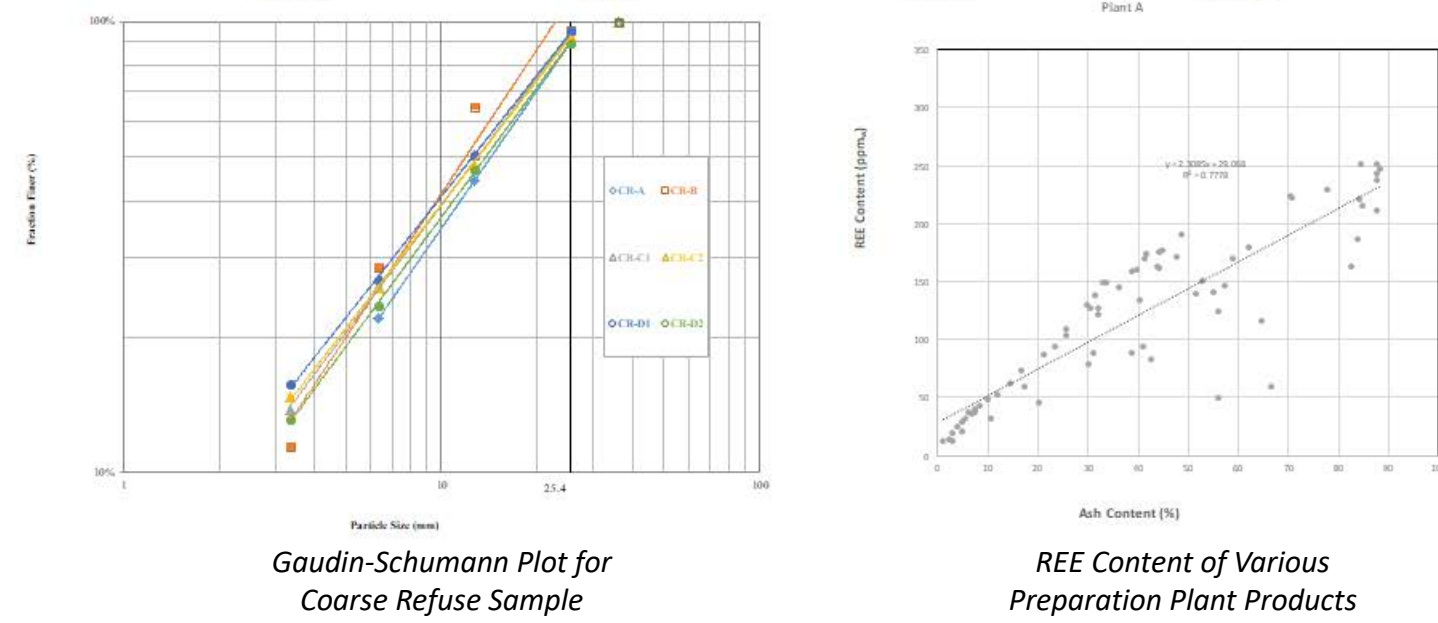 100%
Fraction Finer (%)
CR-A CR-B
CR-C1 CR-C2
CR-D1 CR-D2
10%
1 10 25.4 100
Particle Size (mm)
Gaudin-Schumann Plot for
Coarse Refuse Sample
Plant A
350
300
250
200
150
100
50
0
REE Content (ppm
R² = 0.7778
0 10 20 30 40 50 60 70 80 90
Ash Content (%)
REE Content of Various
Preparation Plant Products